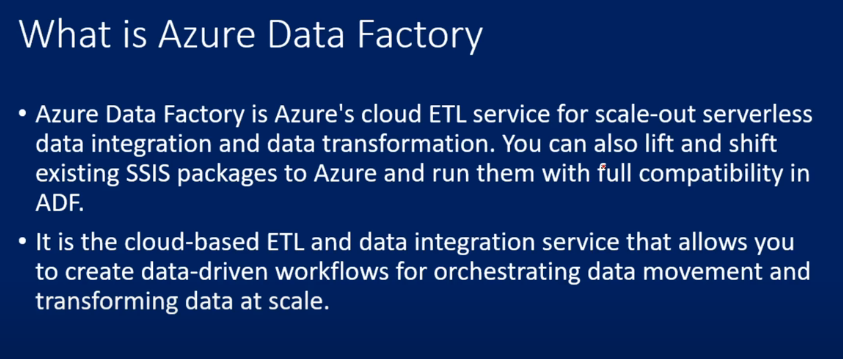 What is Azure Data Factory
• Azure Data Factory is Azure's cloud ETL service for scale-out serverless
data integration and data transformation. You can also lift and shift
existing SSIS packages to Azure and run them with full compatibility in
ADF.
• It is the cloud-based ETL and data integration service that allows you
to create data-driven workflows for orchestrating data movement and
transforming data at scale.